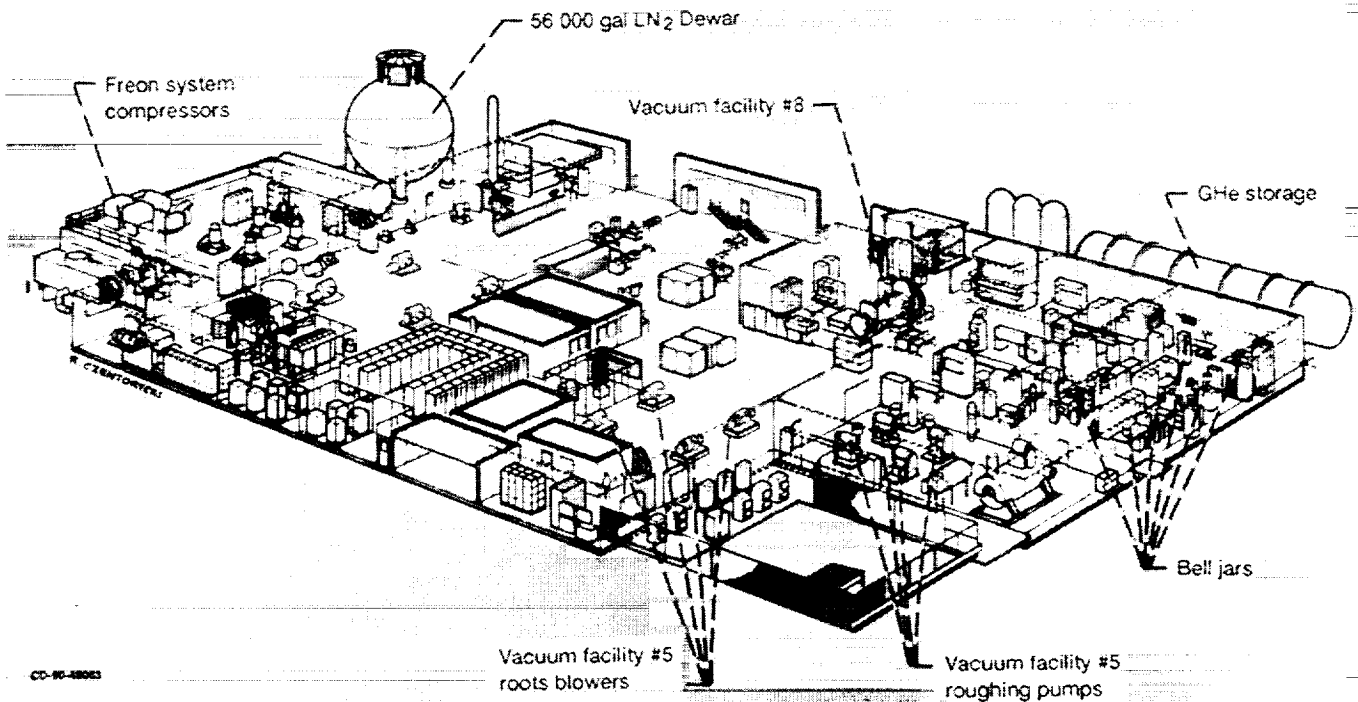 56 000 gal LN2 Dewar
Freon system
compressors
Vacuum facility #8
GHe storage
R. CZENTORYCKI
Bell jars
Vacuum facility #5
roots blowers
Vacuum facility #5
roughing pumps